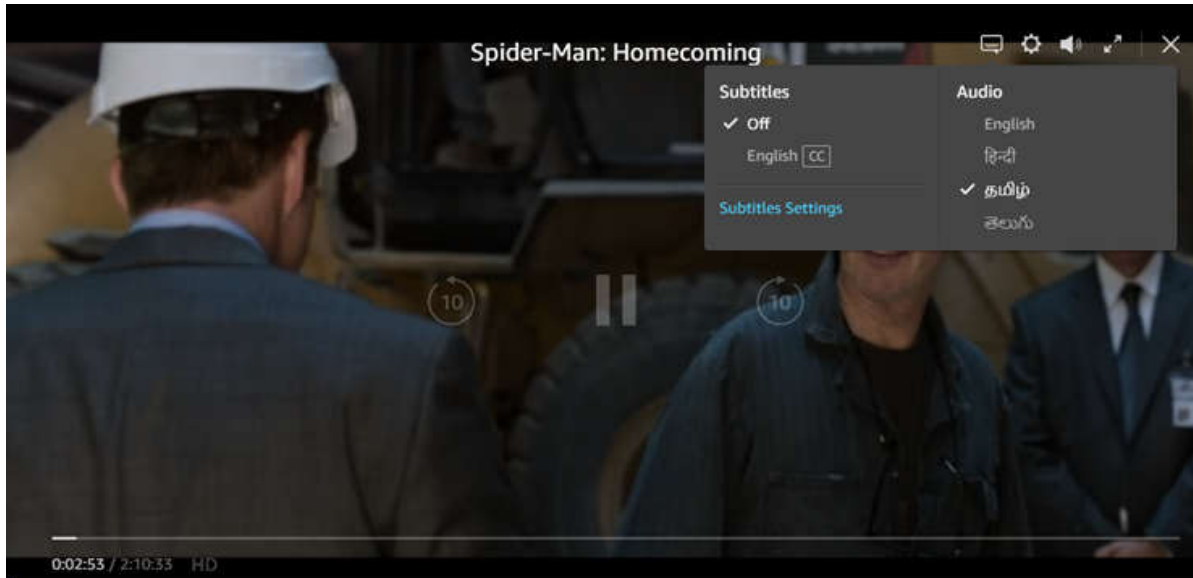 Spider-Man: Homecoming
Subtitles
Off
English CC
Subtitles Settings
Audio
English
हिन्दी
தமிழ்
తెలుగు
10
10
0:02:53 / 2:10:33 HD